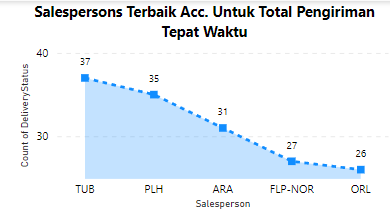 Salespersons Terbaik Acc. Untuk Total Pengiriman
Tepat Waktu
Count of DeliveryStatus
40
30
37
35
31
27
26
TUB PLH ARA FLP-NOR ORL
Salesperson